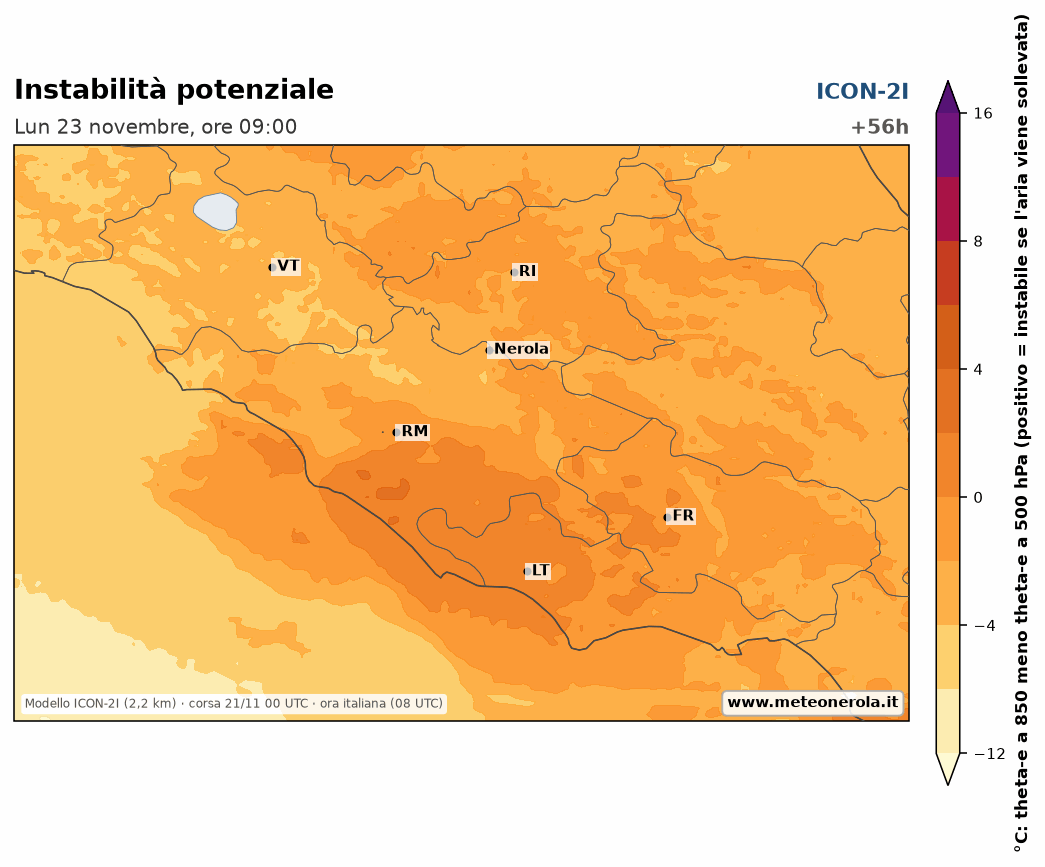 Instabilità potenziale
ICON-2I
Lun 23 novembre, ore 09:00
+56h
VT
RI
Nerola
RM
FR
LT
Modello ICON-2I (2,2 km) · corsa 21/11 00 UTC · ora italiana (08 UTC)
www.meteonerola.it
16
8
4
0
−4
−12
°C: theta-e a 850 meno theta-e a 500 hPa (positivo = instabile se l'aria viene sollevata)